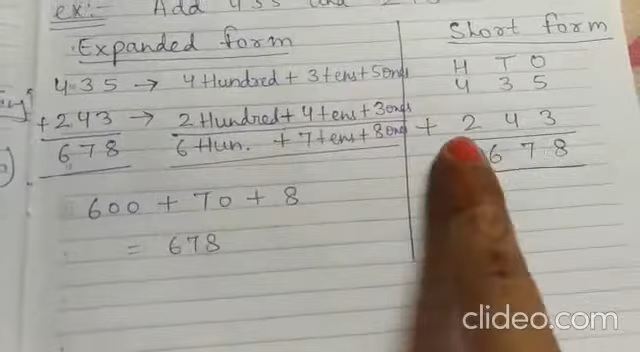 ex:- Add 435 and 243
Expanded form
435 → 4 Hundred + 3 tens + 5 ones
+ 243 → 2 Hundred + 4 tens + 3 ones
678 6 Hun. + 7 tens + 8 ones
600 + 70 + 8
= 678
Short form
H T O
4 3 5
+ 2 4 3
6 7 8
clideo.com